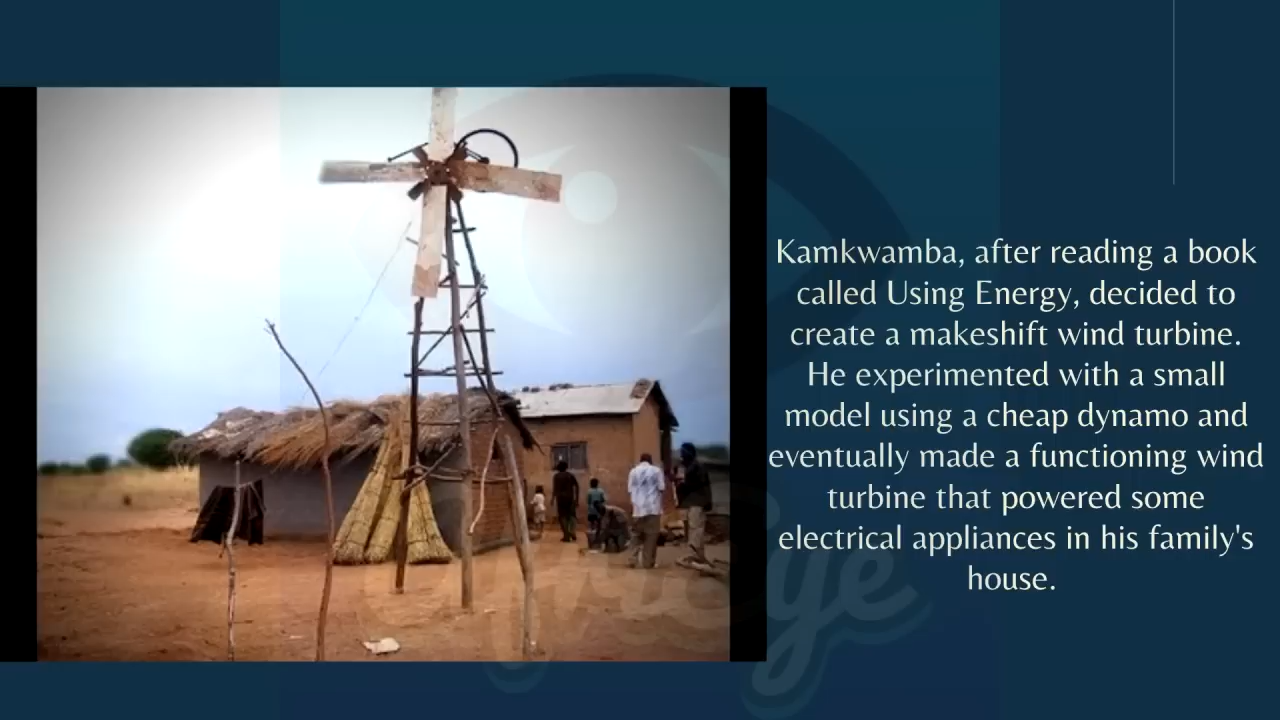 Kamkwamba, after reading a book
called Using Energy, decided to
create a makeshift wind turbine.
He experimented with a small
model using a cheap dynamo and
eventually made a functioning wind
turbine that powered some
electrical appliances in his family's
house.